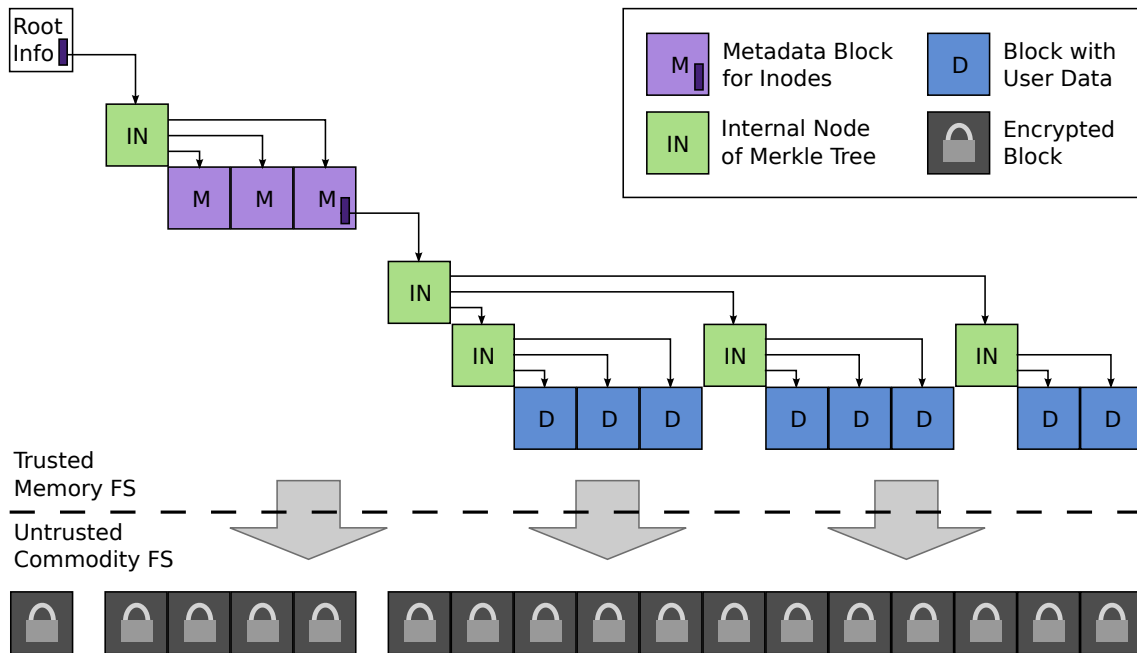 Root
Info
M
Metadata Block
for Inodes
D
Block with
User Data
IN
Internal Node
of Merkle Tree
Encrypted
Block
IN
M
M
M
IN
IN
IN
IN
D
D
D
D
D
D
D
D
Trusted
Memory FS
Untrusted
Commodity FS